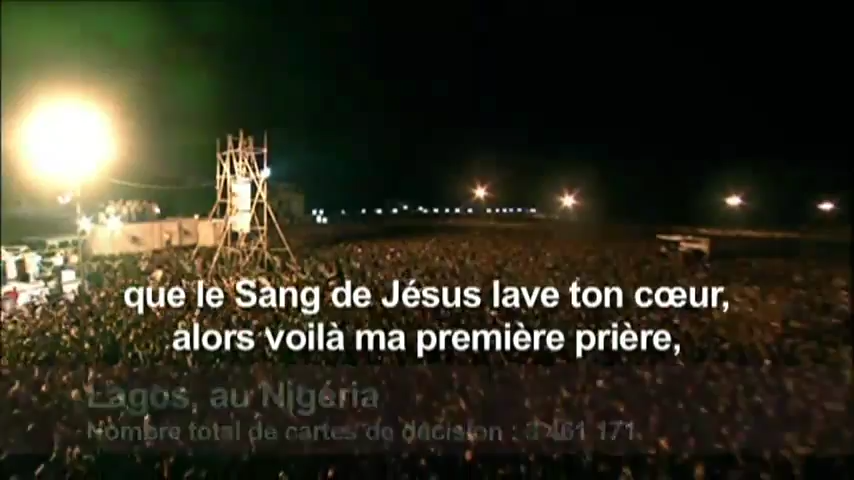 que le Sang de Jésus lave ton cœur,
alors voilà ma première prière,
Lagos, au Nigéria
Nombre total de cartes de décision :